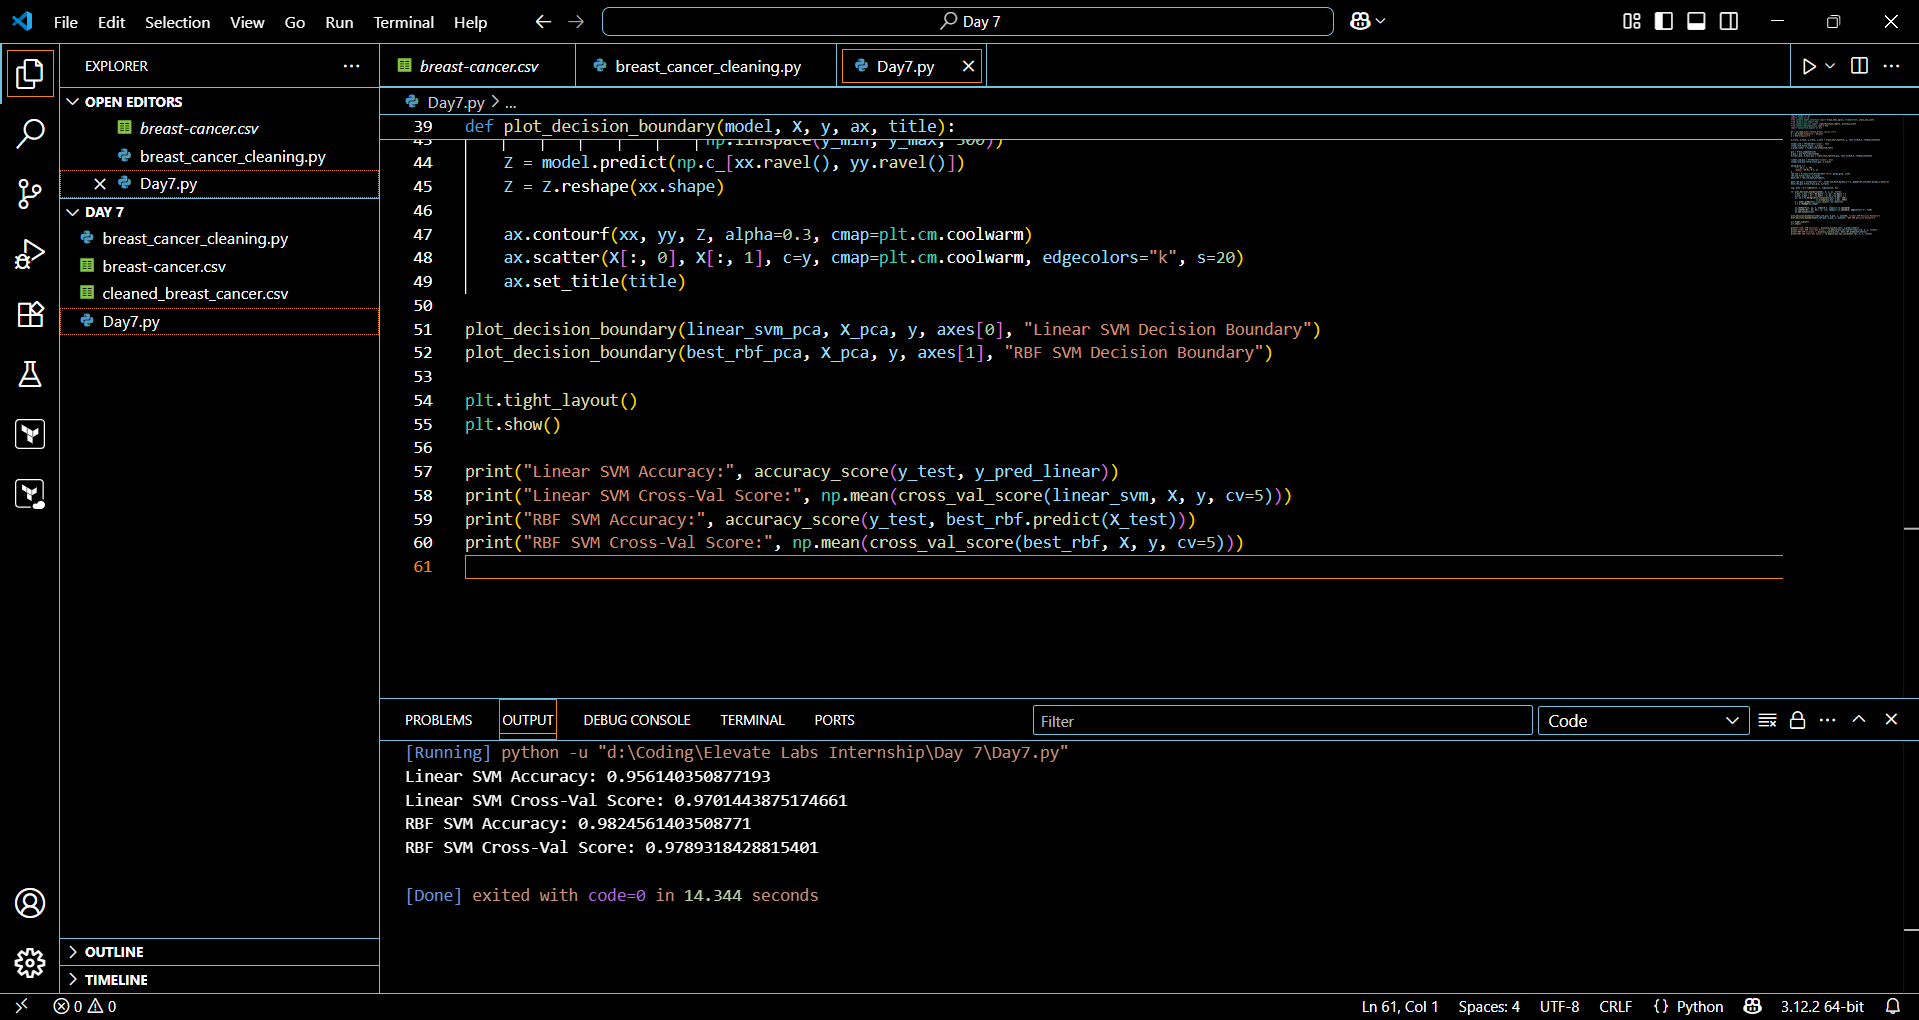 File Edit Selection View Go Run Terminal Help
Day 7
EXPLORER
OPEN EDITORS
breast-cancer.csv
breast_cancer_cleaning.py
Day7.py
DAY 7
breast_cancer_cleaning.py
breast-cancer.csv
cleaned_breast_cancer.csv
Day7.py
OUTLINE
TIMELINE
breast-cancer.csv breast_cancer_cleaning.py Day7.py
Day7.py > ...
39 def plot_decision_boundary(model, X, y, ax, title):
43 np.linspace(y_min, y_max, 300))
44 Z = model.predict(np.c_[xx.ravel(), yy.ravel()])
45 Z = Z.reshape(xx.shape)
46
47 ax.contourf(xx, yy, Z, alpha=0.3, cmap=plt.cm.coolwarm)
48 ax.scatter(X[:, 0], X[:, 1], c=y, cmap=plt.cm.coolwarm, edgecolors="k", s=20)
49 ax.set_title(title)
50
51 plot_decision_boundary(linear_svm_pca, X_pca, y, axes[0], "Linear SVM Decision Boundary")
52 plot_decision_boundary(best_rbf_pca, X_pca, y, axes[1], "RBF SVM Decision Boundary")
53
54 plt.tight_layout()
55 plt.show()
56
57 print("Linear SVM Accuracy:", accuracy_score(y_test, y_pred_linear))
58 print("Linear SVM Cross-Val Score:", np.mean(cross_val_score(linear_svm, X, y, cv=5)))
59 print("RBF SVM Accuracy:", accuracy_score(y_test, best_rbf.predict(X_test)))
60 print("RBF SVM Cross-Val Score:", np.mean(cross_val_score(best_rbf, X, y, cv=5)))
61
PROBLEMS OUTPUT DEBUG CONSOLE TERMINAL PORTS Filter Code
[Running] python -u "d:\Coding\Elevate Labs Internship\Day 7\Day7.py"
Linear SVM Accuracy: 0.956140350877193
Linear SVM Cross-Val Score: 0.9701443875174661
RBF SVM Accuracy: 0.9824561403508771
RBF SVM Cross-Val Score: 0.9789318428815401
[Done] exited with code=0 in 14.344 seconds
0 0 Ln 61, Col 1 Spaces: 4 UTF-8 CRLF {} Python 3.12.2 64-bit